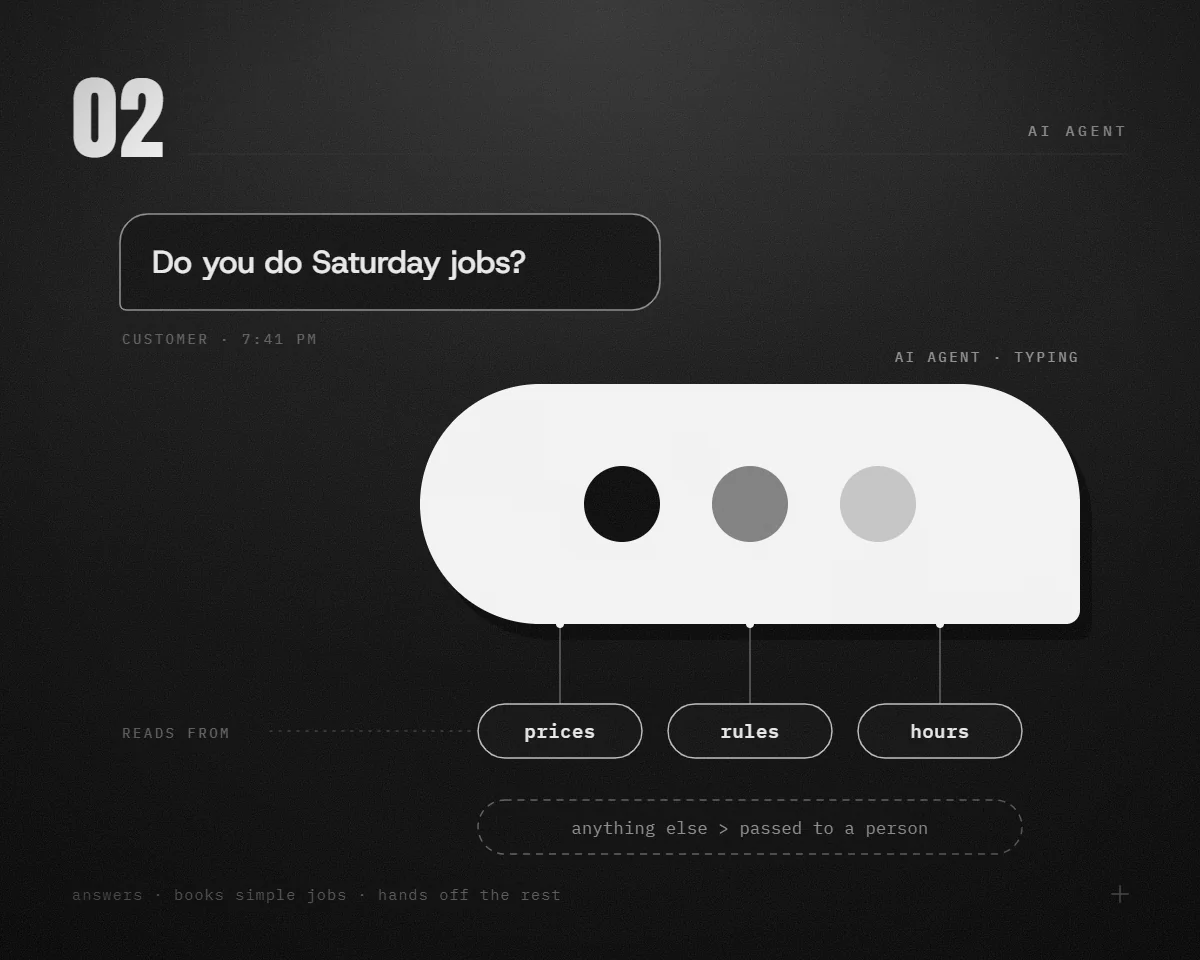 02
AI AGENT
Do you do Saturday jobs?
CUSTOMER · 7:41 PM
AI AGENT · TYPING
READS FROM
prices
rules
hours
anything else > passed to a person
answers · books simple jobs · hands off the rest